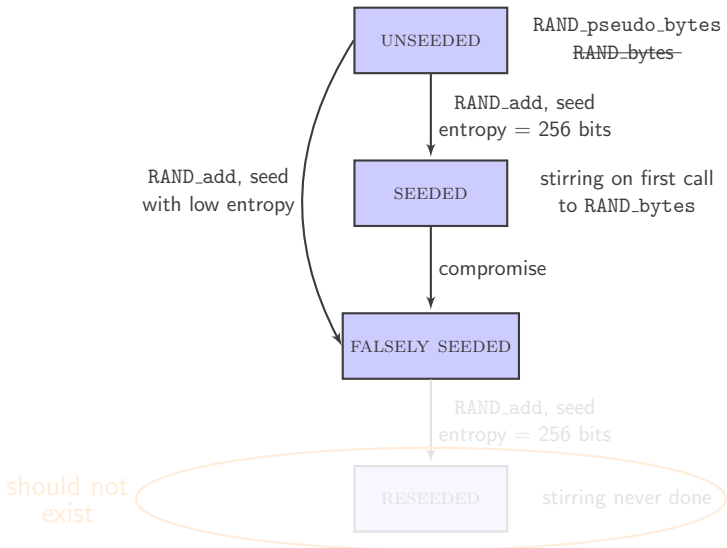 UNSEEDED
RAND_pseudo_bytes
RAND_bytes
RAND_add, seed
entropy = 256 bits
RAND_add, seed
with low entropy
SEEDED
stirring on first call
to RAND_bytes
compromise
FALSELY SEEDED
RAND_add, seed
entropy = 256 bits
should not
exist
RESEEDED
stirring never done